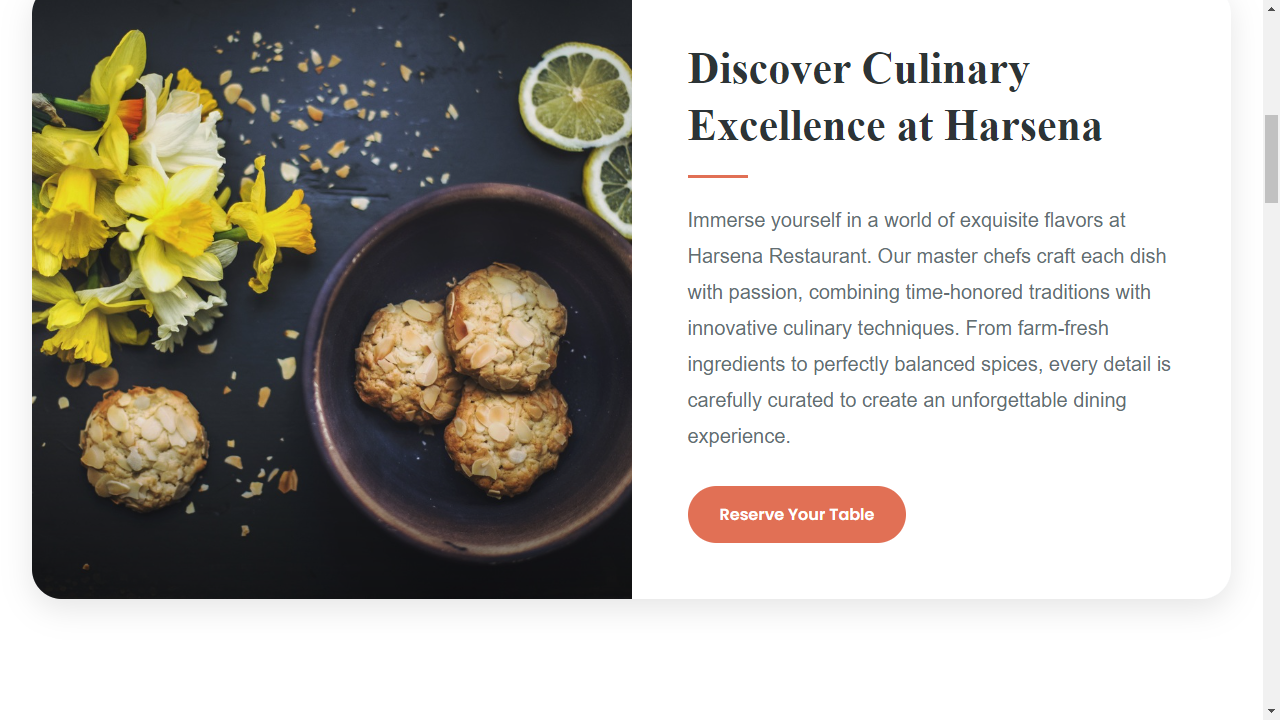 Discover Culinary
Excellence at Harsena
Immerse yourself in a world of exquisite flavors at
Harsena Restaurant. Our master chefs craft each dish
with passion, combining time-honored traditions with
innovative culinary techniques. From farm-fresh
ingredients to perfectly balanced spices, every detail is
carefully curated to create an unforgettable dining
experience.
Reserve Your Table